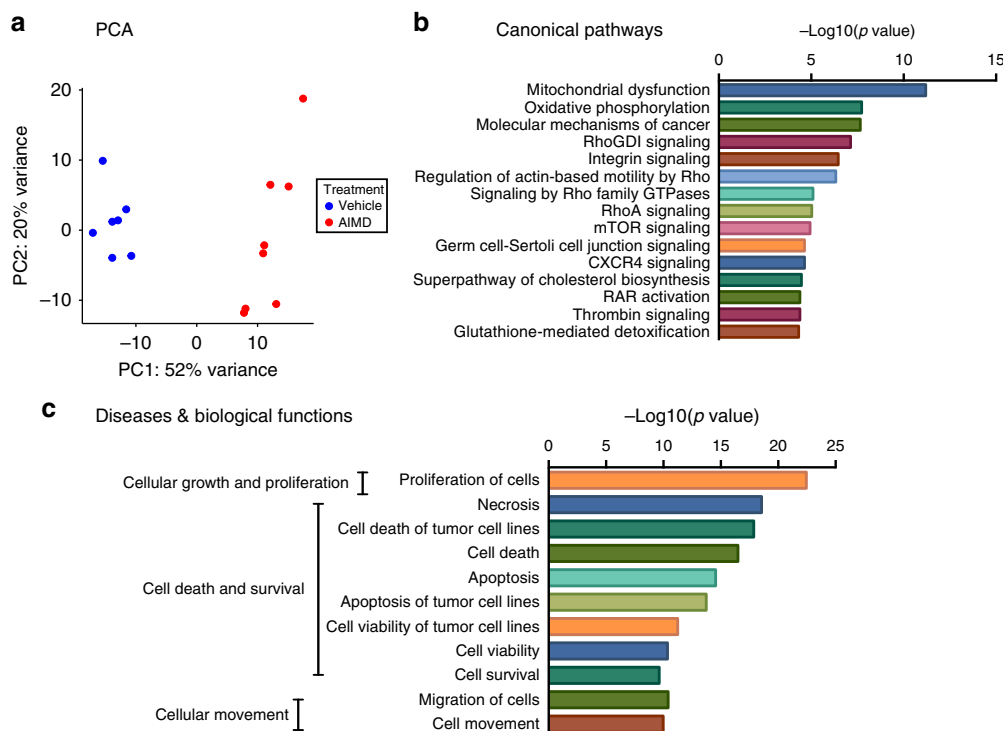 a
PCA
20
10
0
−10
−10
0
10
PC2: 20% variance
PC1: 52% variance
Treatment
Vehicle
AIMD
b
Canonical pathways
−Log10(p value)
0
5
10
15
Mitochondrial dysfunction
Oxidative phosphorylation
Molecular mechanisms of cancer
RhoGDI signaling
Integrin signaling
Regulation of actin-based motility by Rho
Signaling by Rho family GTPases
RhoA signaling
mTOR signaling
Germ cell-Sertoli cell junction signaling
CXCR4 signaling
Superpathway of cholesterol biosynthesis
RAR activation
Thrombin signaling
Glutathione-mediated detoxification
c
Diseases & biological functions
−Log10(p value)
0
5
10
15
20
25
Cellular growth and proliferation
Proliferation of cells
Necrosis
Cell death of tumor cell lines
Cell death
Cell death and survival
Apoptosis
Apoptosis of tumor cell lines
Cell viability of tumor cell lines
Cell viability
Cell survival
Cellular movement
Migration of cells
Cell movement